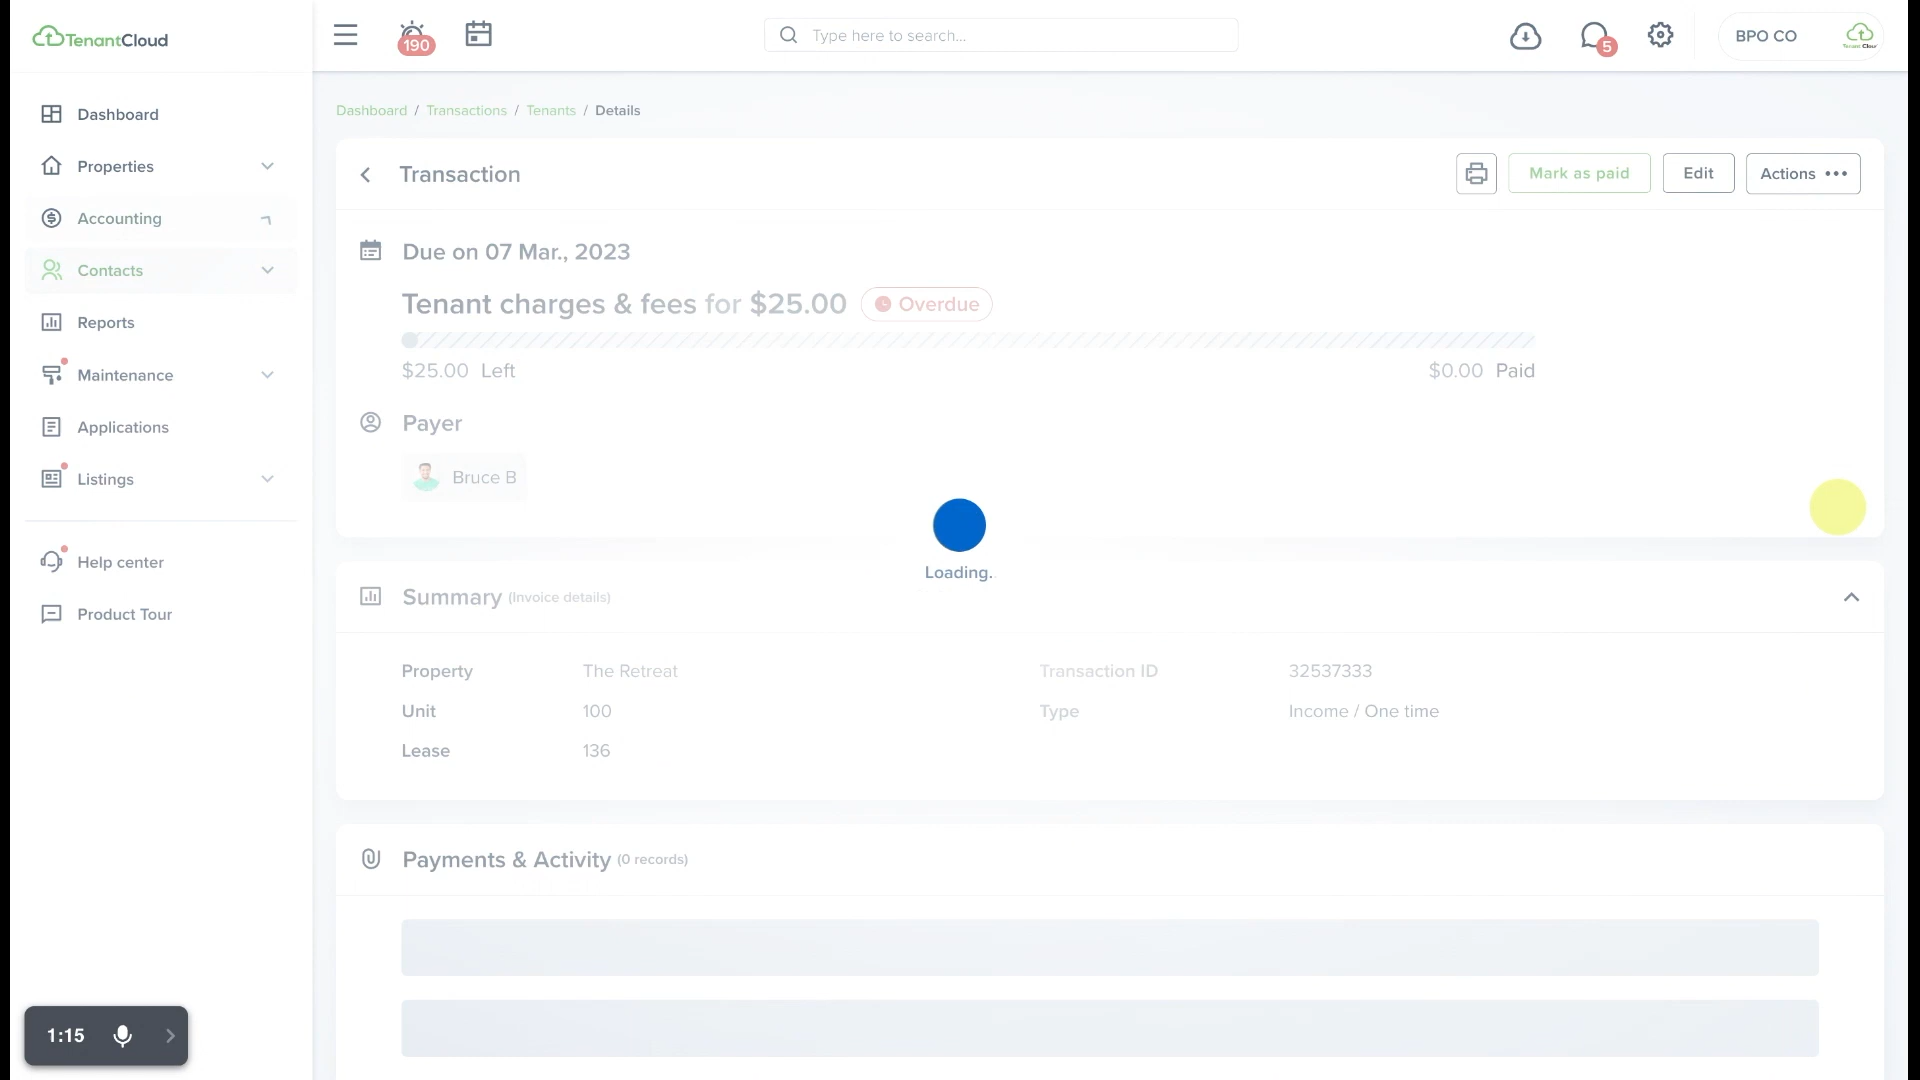 TenantCloud
190
Type here to search...
5
BPO CO
Dashboard
Properties
Accounting
Contacts
Reports
Maintenance
Applications
Listings
Help center
Product Tour
Dashboard / Transactions / Tenants / Details
Transaction
Mark as paid
Edit
Actions
Due on 07 Mar., 2023
Tenant charges & fees for $25.00
Overdue
$25.00 Left
$0.00 Paid
Payer
Bruce B
Loading.
Summary (Invoice details)
Property The Retreat
Transaction ID 32537333
Unit 100
Type Income / One time
Lease 136
Payments & Activity (0 records)
1:15